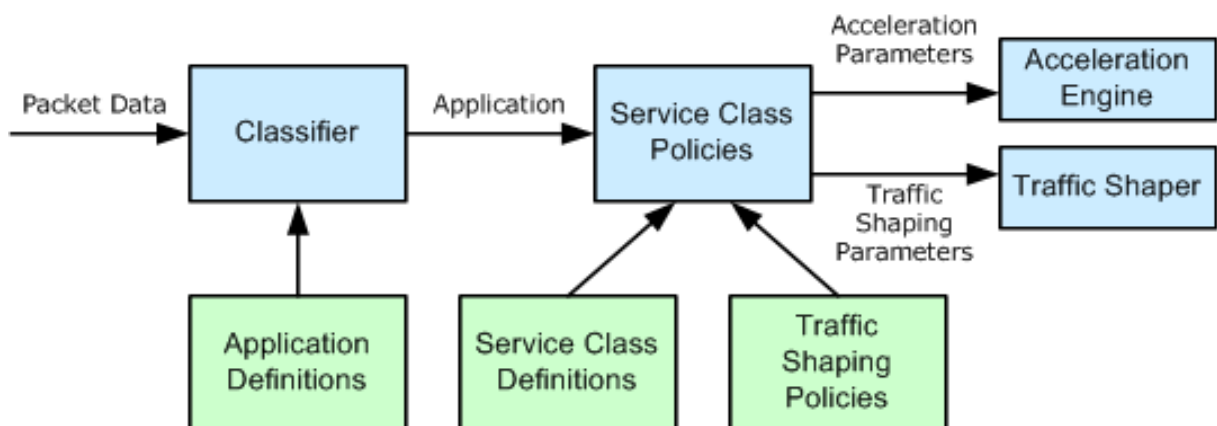 Packet Data
Classifier
Application
Service Class
Policies
Acceleration
Parameters
Acceleration
Engine
Traffic
Shaping
Parameters
Traffic Shaper
Application
Definitions
Service Class
Definitions
Traffic
Shaping
Policies